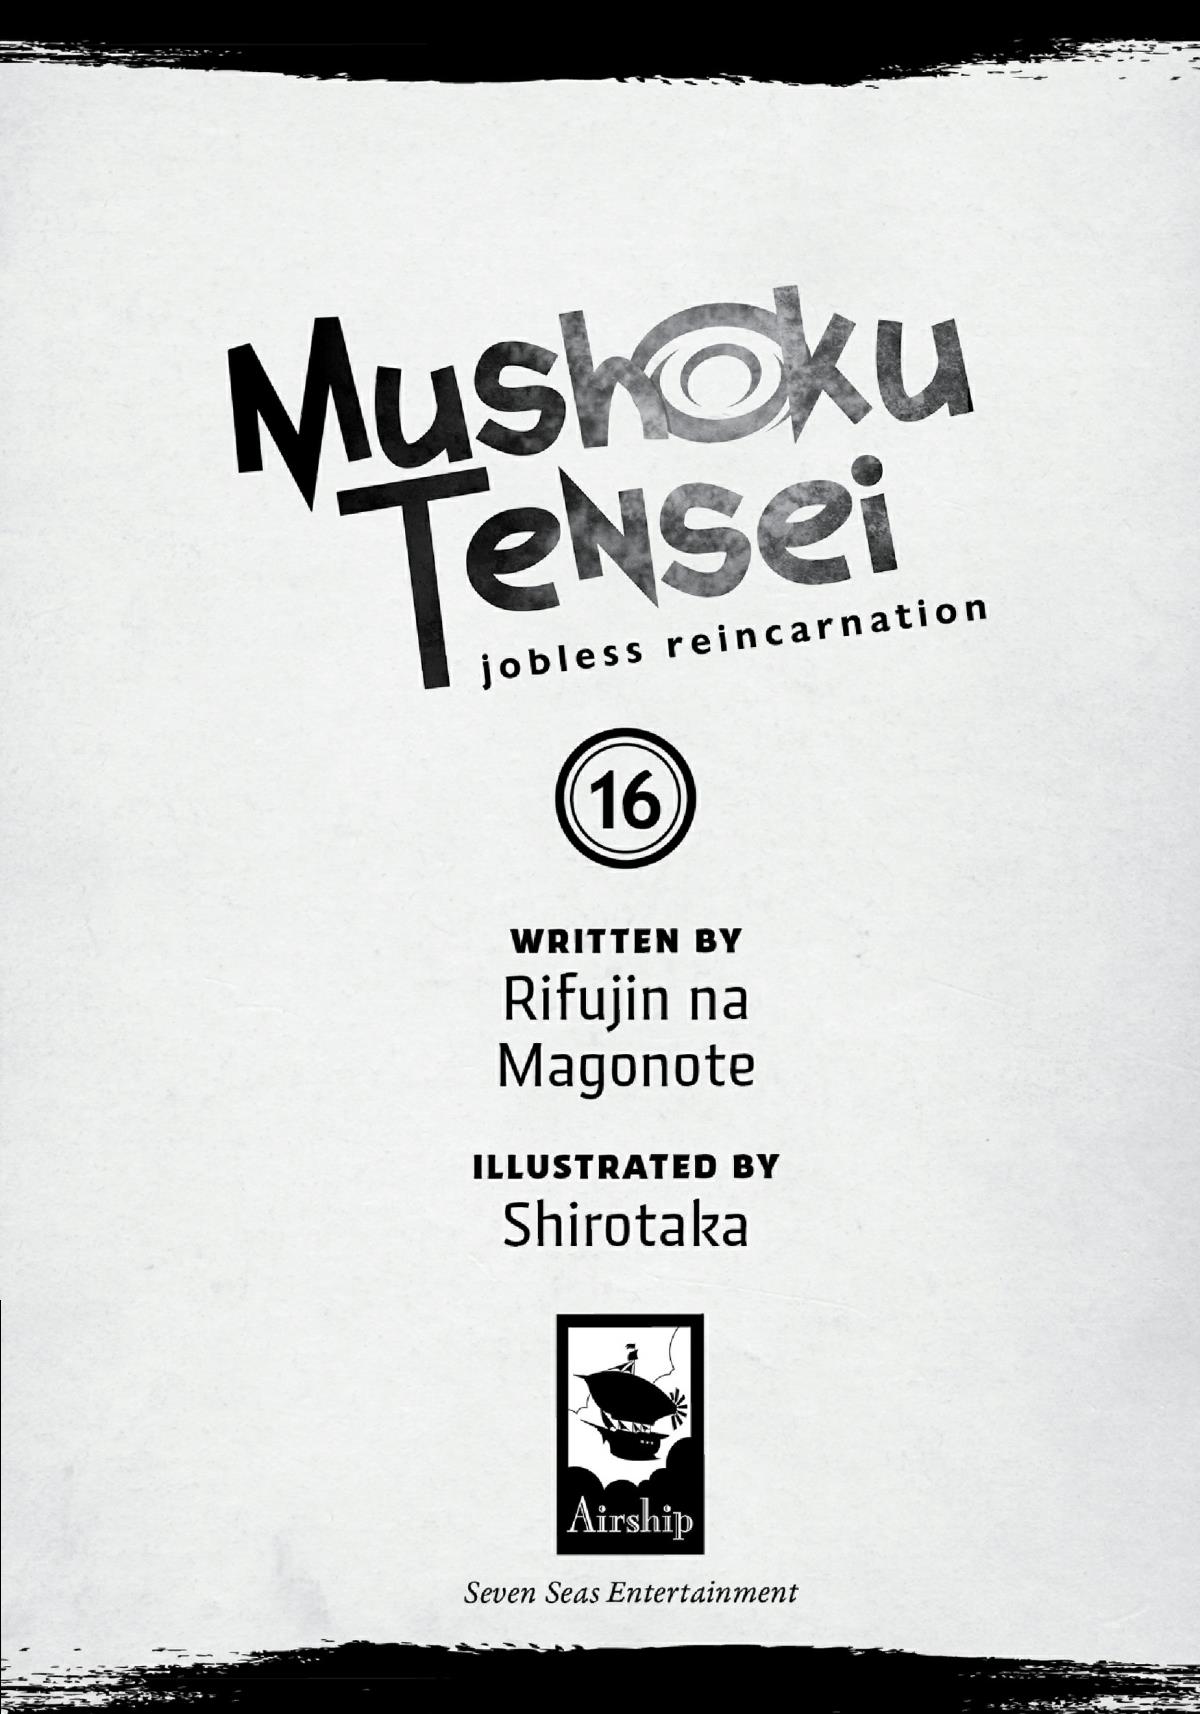 Mushoku
Tensei
jobless reincarnation
16
WRITTEN BY
Rifujin na
Magonote
ILLUSTRATED BY
Shirotaka
Airship
Seven Seas Entertainment